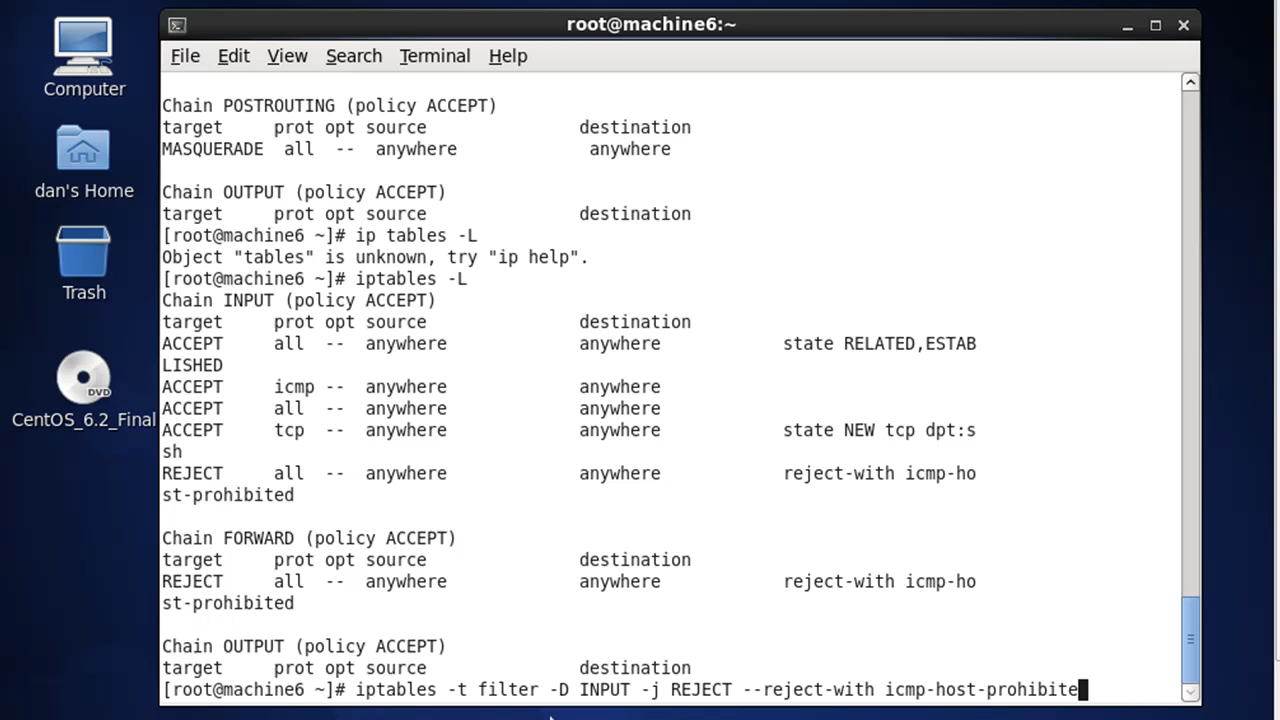 root@machine6:~
File Edit View Search Terminal Help
Computer
dan's Home
Trash
DVD
CentOS_6.2_Final
Chain POSTROUTING (policy ACCEPT)
target     prot opt source               destination
MASQUERADE  all  --  anywhere             anywhere

Chain OUTPUT (policy ACCEPT)
target     prot opt source               destination
[root@machine6 ~]# ip tables -L
Object "tables" is unknown, try "ip help".
[root@machine6 ~]# iptables -L
Chain INPUT (policy ACCEPT)
target     prot opt source               destination
ACCEPT     all  --  anywhere             anywhere            state RELATED,ESTAB
LISHED
ACCEPT     icmp --  anywhere             anywhere
ACCEPT     all  --  anywhere             anywhere
ACCEPT     tcp  --  anywhere             anywhere            state NEW tcp dpt:s
sh
REJECT     all  --  anywhere             anywhere            reject-with icmp-ho
st-prohibited

Chain FORWARD (policy ACCEPT)
target     prot opt source               destination
REJECT     all  --  anywhere             anywhere            reject-with icmp-ho
st-prohibited

Chain OUTPUT (policy ACCEPT)
target     prot opt source               destination
[root@machine6 ~]# iptables -t filter -D INPUT -j REJECT --reject-with icmp-host-prohibite